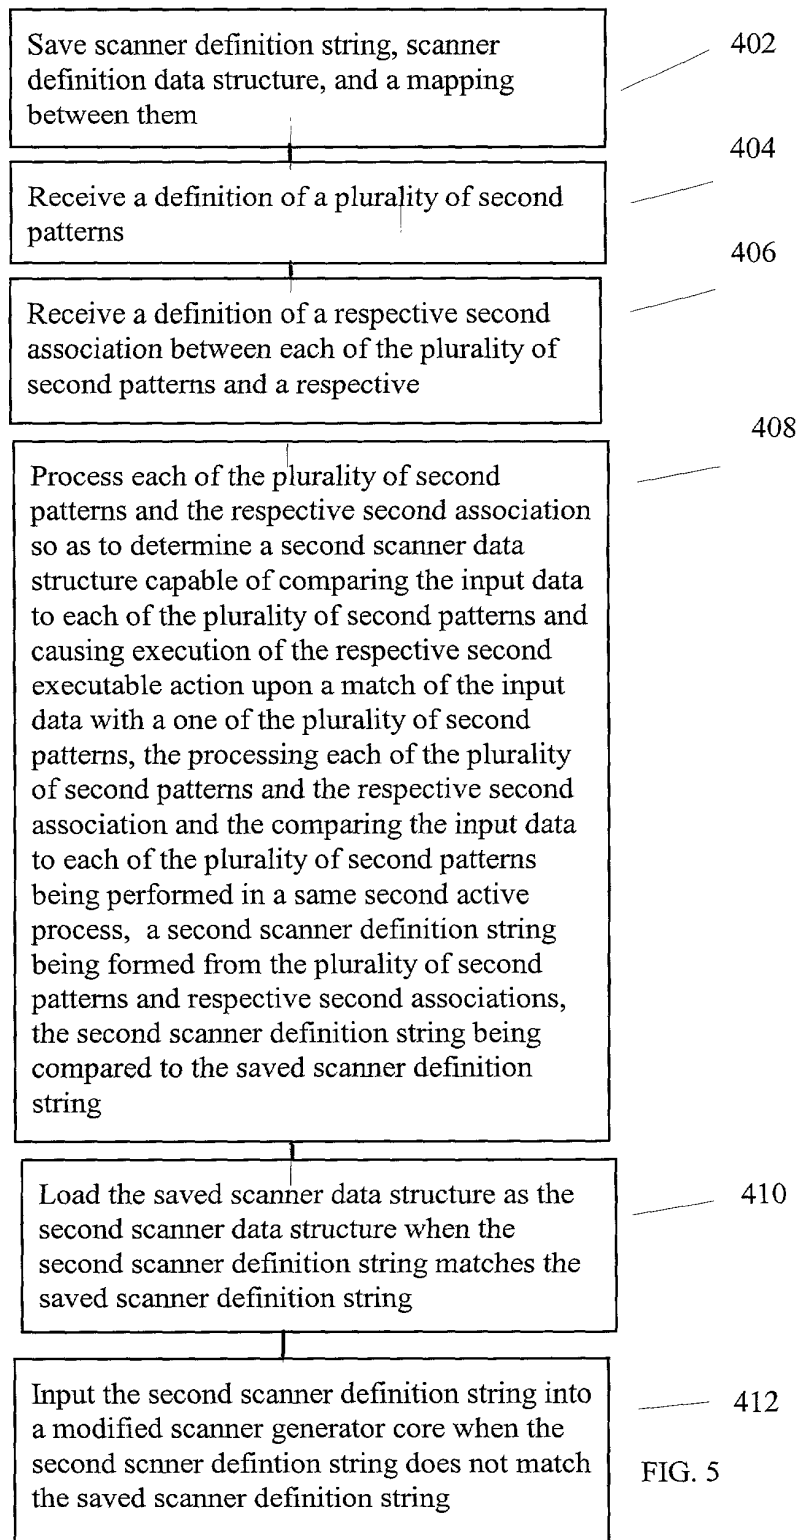 Save scanner definition string, scanner
definition data structure, and a mapping
between them
402
404
Receive a definition of a plurality of second
patterns
406
Receive a definition of a respective second
association between each of the plurality of
second patterns and a respective
408
Process each of the plurality of second
patterns and the respective second association
so as to determine a second scanner data
structure capable of comparing the input data
to each of the plurality of second patterns and
causing execution of the respective second
executable action upon a match of the input
data with a one of the plurality of second
patterns, the processing each of the plurality
of second patterns and the respective second
association and the comparing the input data
to each of the plurality of second patterns
being performed in a same second active
process,  a second scanner definition string
being formed from the plurality of second
patterns and respective second associations,
the second scanner definition string being
compared to the saved scanner definition
string
Load the saved scanner data structure as the
second scanner data structure when the
second scanner definition string matches the
saved scanner definition string
410
Input the second scanner definition string into
a modified scanner generator core when the
second scnner defintion string does not match
the saved scanner definition string
412
FIG. 5